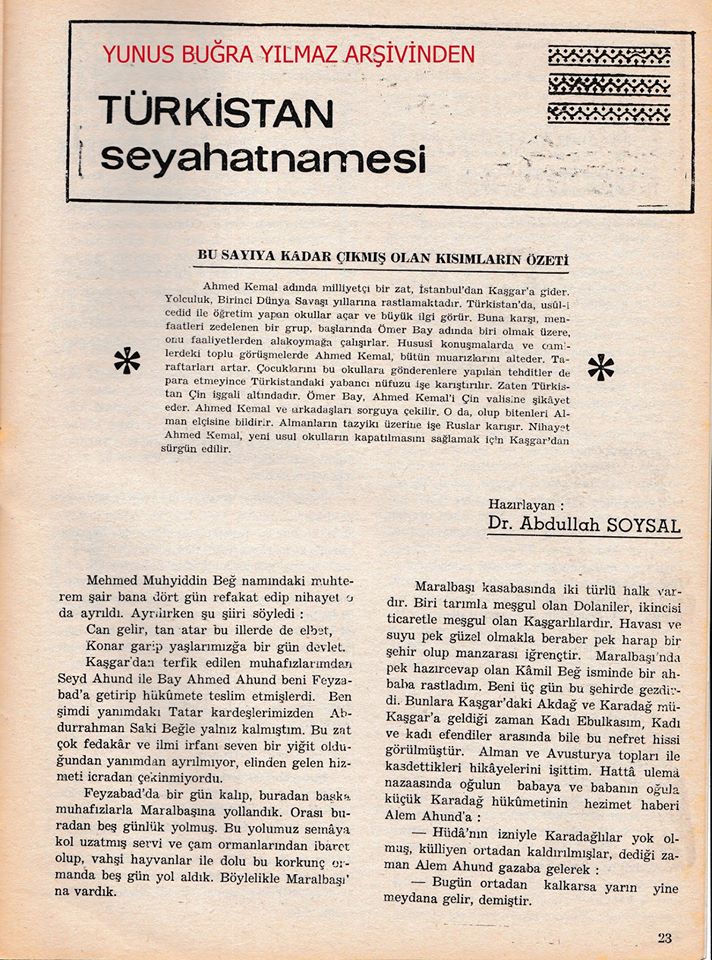 YUNUS BUĞRA YILMAZ ARŞİVİNDEN
TÜRKİSTAN
seyahatnamesi
BU SAYIYA KADAR ÇIKMIŞ OLAN KISIMLARIN ÖZETİ
Ahmed Kemal adında milliyetçi bir zat, İstanbul'dan Kaşgar'a gider.
Yolculuk, Birinci Dünya Savaşı yıllarına rastlamaktadır. Türkistan'da, usûl-i
cedid ile öğretim yapan okullar açar ve büyük ilgi görür. Buna karşı, men-
faatleri zedelenen bir grup, başlarında Ömer Bay adında biri olmak üzere,
onu faaliyetlerden alakoymağa çalışırlar. Hususi konuşmalarda ve cami-
lerdeki toplu görüşmelerde Ahmed Kemal, bütün muarızlarını alteder. Ta-
raftarları artar. Çocuklarını bu okullara gönderenlere yapılan tehditler de
para etmeyince Türkistandaki yabancı nüfuzu işe karıştırılır. Zaten Türkis-
tan Çin işgali altındadır. Ömer Bay, Ahmed Kemal'i Çin valisine şikâyet
eder. Ahmed Kemal ve arkadaşları sorguya çekilir. O da, olup bitenleri Al-
man elçisine bildirir. Almanların tazyiki üzerine işe Ruslar karışır. Nihayet
Ahmed Kemal, yeni usul okulların kapatılmasını sağlamak için Kaşgar'dan
sürgün edilir.
Hazırlayan :
Dr. Abdullah SOYSAL
Mehmed Muhyiddin Beğ namındaki muhte-
rem şair bana dört gün refakat edip nihayet o
da ayrıldı. Ayrılırken şu şiiri söyledi :
Can gelir, tan atar bu illerde de elbet,
Konar garip yaşlarımızğa bir gün devlet.
Kaşgar'dan terfik edilen muhafızlarımdan
Seyd Ahund ile Bay Ahmed Ahund beni Feyza-
bad'a getirip hükûmete teslim etmişlerdi. Ben
şimdi yanımdaki Tatar kardeşlerimizden Ab-
durrahman Saki Beğle yalnız kalmıştım. Bu zat
çok fedakâr ve ilmi irfanı seven bir yiğit oldu-
ğundan yanımdan ayrılmıyor, elinden gelen hiz-
meti icradan çekinmiyordu.
Feyzabad'da bir gün kalıp, buradan başka
muhafızlarla Maralbaşına yollandık. Orası bu-
radan beş günlük yolmuş. Bu yolumuz semâya
kol uzatmış servi ve çam ormanlarından ibaret
olup, vahşi hayvanlar ile dolu bu korkunç or-
manda beş gün yol aldık. Böylelikle Maralbaşı'
na vardık.
Maralbaşı kasabasında iki türlü halk var-
dır. Biri tarımla meşgul olan Dolaniler, ikincisi
ticaretle meşgul olan Kaşgarlılardır. Havası ve
suyu pek güzel olmakla beraber pek harap bir
şehir olup manzarası iğrençtir. Maralbaşı'nda
pek hazırcevap olan Kâmil Beğ isminde bir ah-
baba rastladım. Beni üç gün bu şehirde gezdir-
di. Bunlara Kaşgar'daki Akdağ ve Karadağ mü-
Kaşgar'a geldiği zaman Kadı Ebulkasım, Kadı
ve kadı efendiler arasında bile bu nefret hissi
görülmüştür. Alman ve Avusturya topları ile
kasdettikleri hikâyelerini işittim. Hattâ ulemâ
nazaasında oğulun babaya ve babanın oğula
küçük Karadağ hükûmetinin hezimet haberi
Alem Ahund'a :
— Hüdâ'nın izniyle Karadağlılar yok ol-
muş, külliyen ortadan kaldırılmışlar, dediği za-
man Alem Ahund gazaba gelerek :
— Bugün ortadan kalkarsa yarın yine
meydana gelir, demiştir.
23